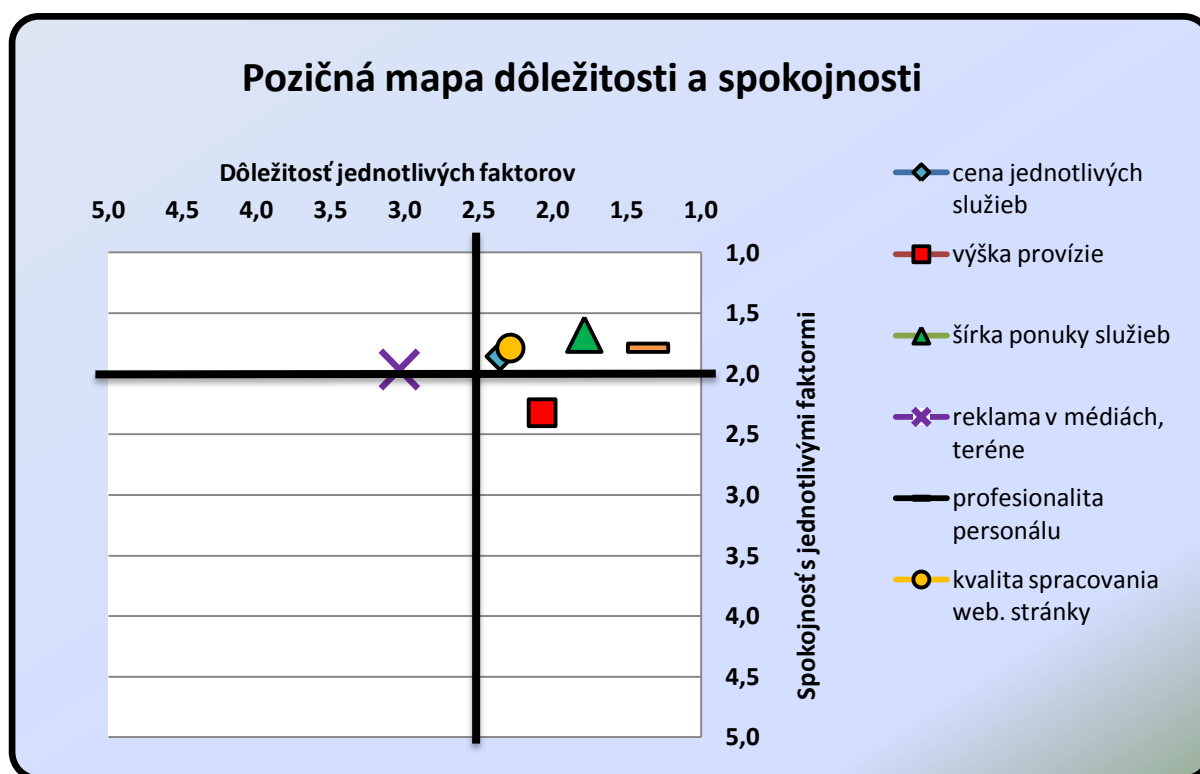 Pozičná mapa dôležitosti a spokojnosti
Dôležitosť jednotlivých faktorov
5,0 4,5 4,0 3,5 3,0 2,5 2,0 1,5 1,0
1,0
1,5
2,0
2,5
3,0
3,5
4,0
4,5
5,0
Spokojnosť s jednotlivými faktormi
cena jednotlivých
služieb
výška provízie
šírka ponuky služieb
reklama v médiách,
teréne
profesionalita
personálu
kvalita spracovania
web. stránky